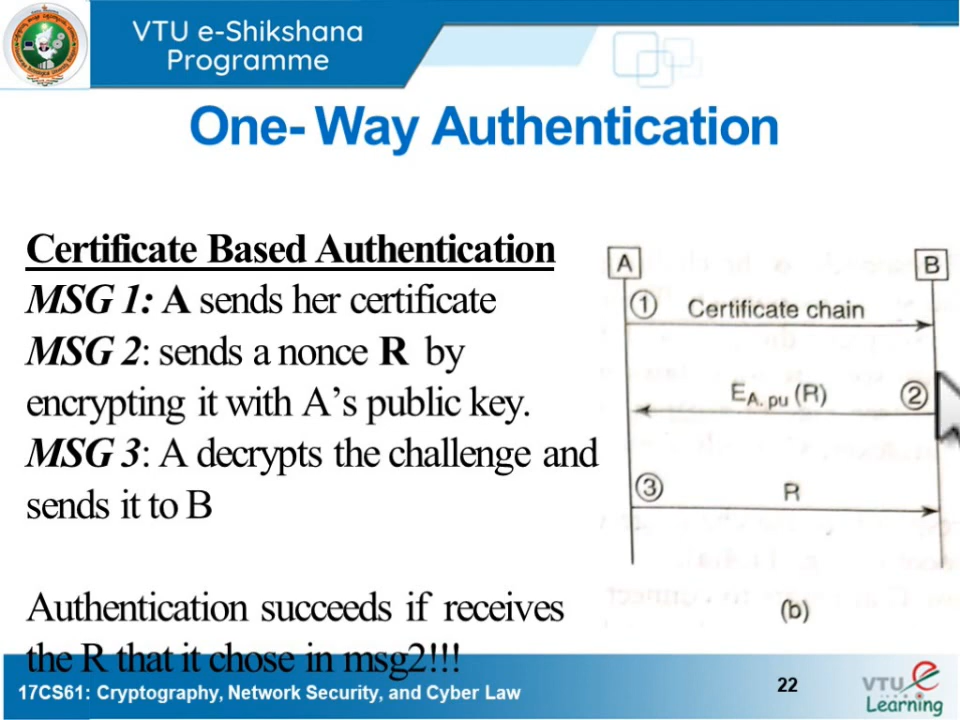 VTU e-Shikshana
Programme
One- Way Authentication
Certificate Based Authentication
MSG 1: A sends her certificate
MSG 2: sends a nonce R by
encrypting it with A's public key.
MSG 3: A decrypts the challenge and
sends it to B
Authentication succeeds if receives
the R that it chose in msg2!!!
A
B
① Certificate chain
E A. pu (R) ②
③ R
(b)
17CS61: Cryptography, Network Security, and Cyber Law
22
VTU e
Learning